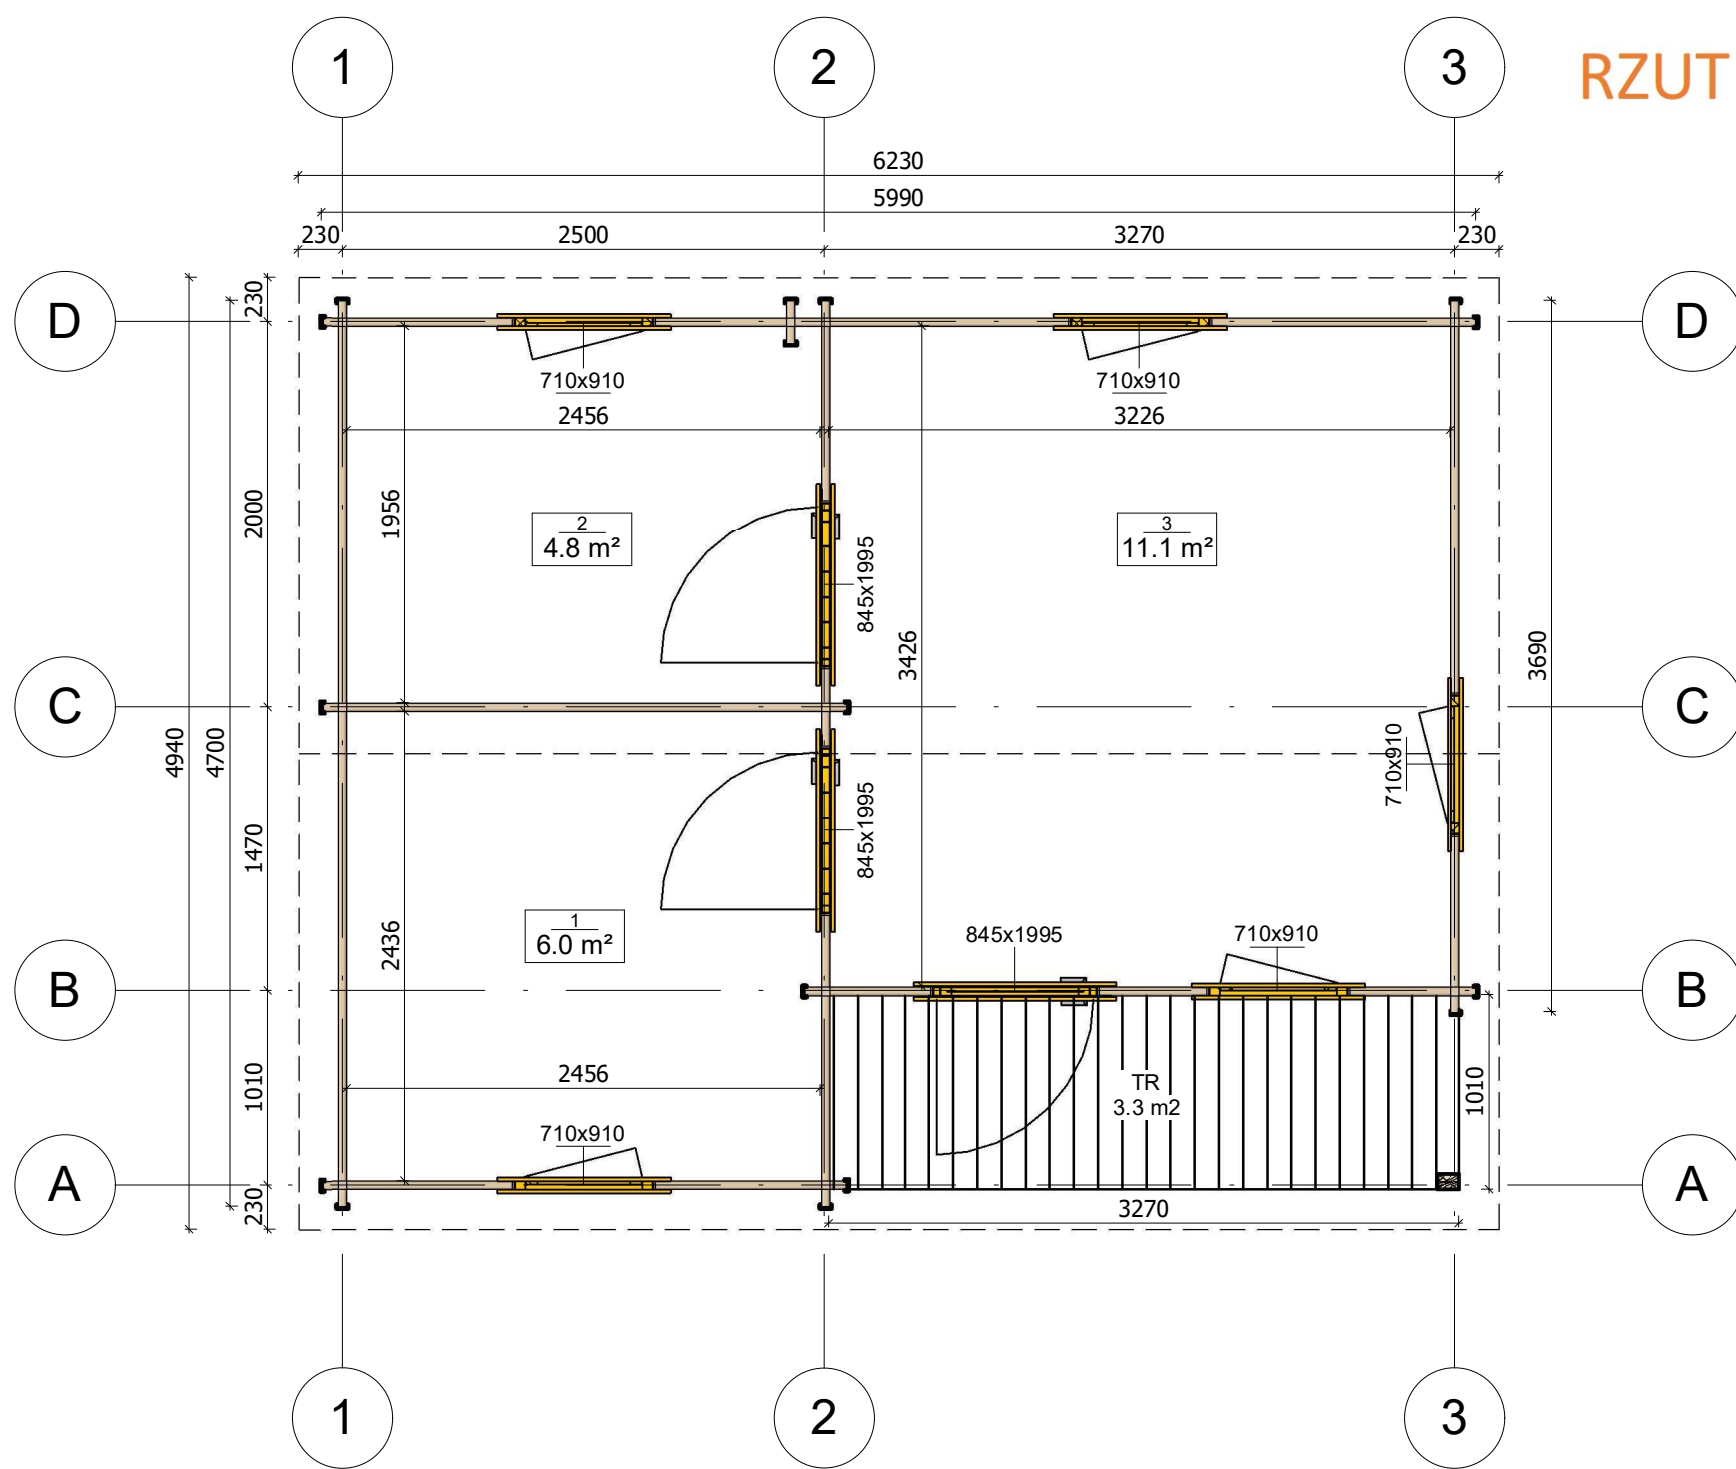 1
2
3
RZUT
6230
5990
230
2500
3270
230
D
D
230
710x910
710x910
2456
3226
2000
1956
2
4.8 m²
3
11.1 m²
845x1995
3426
3690
C
C
4940
4700
710x910
1470
845x1995
2436
1
6.0 m²
845x1995
710x910
B
B
2456
1010
TR
3.3 m2
1010
710x910
A
A
230
3270
1
2
3